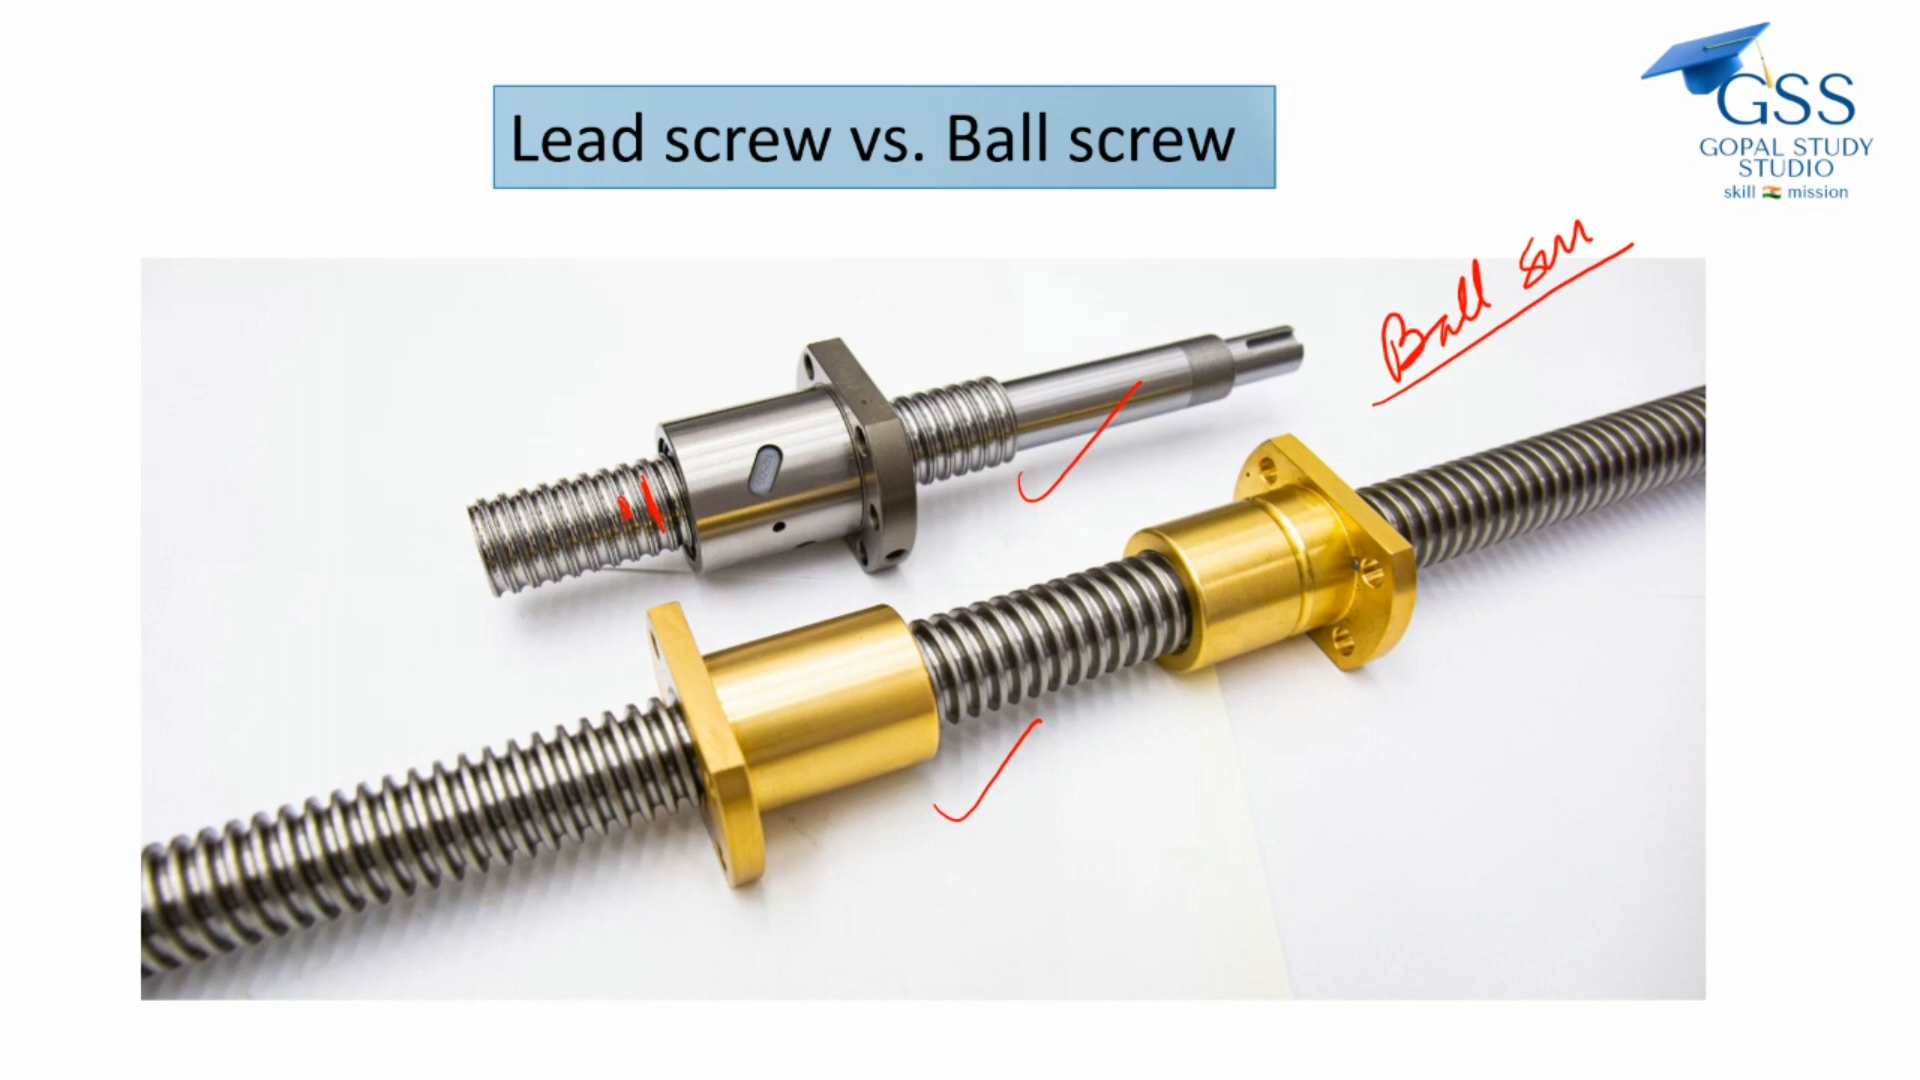 Lead screw vs. Ball screw
GSS
GOPAL STUDY
STUDIO
skill mission
Ball